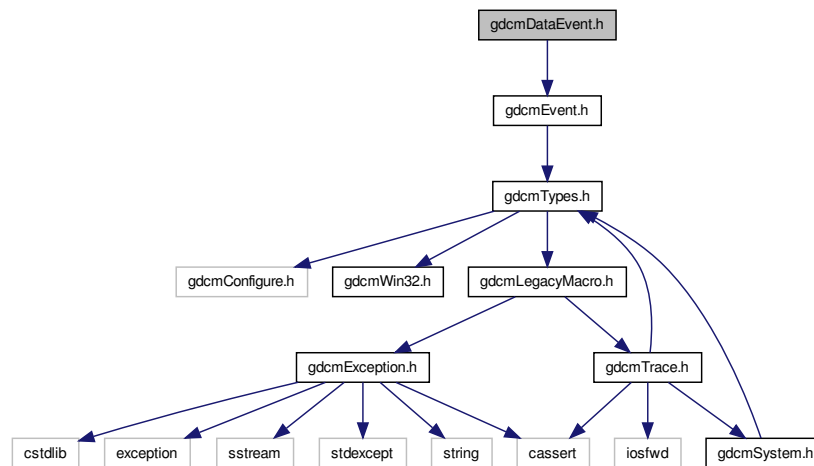 gdcmDataEvent.h
gdcmEvent.h
gdcmTypes.h
gdcmConfigure.h
gdcmWin32.h
gdcmLegacyMacro.h
gdcmException.h
gdcmTrace.h
cstdlib
exception
sstream
stdexcept
string
cassert
iosfwd
gdcmSystem.h